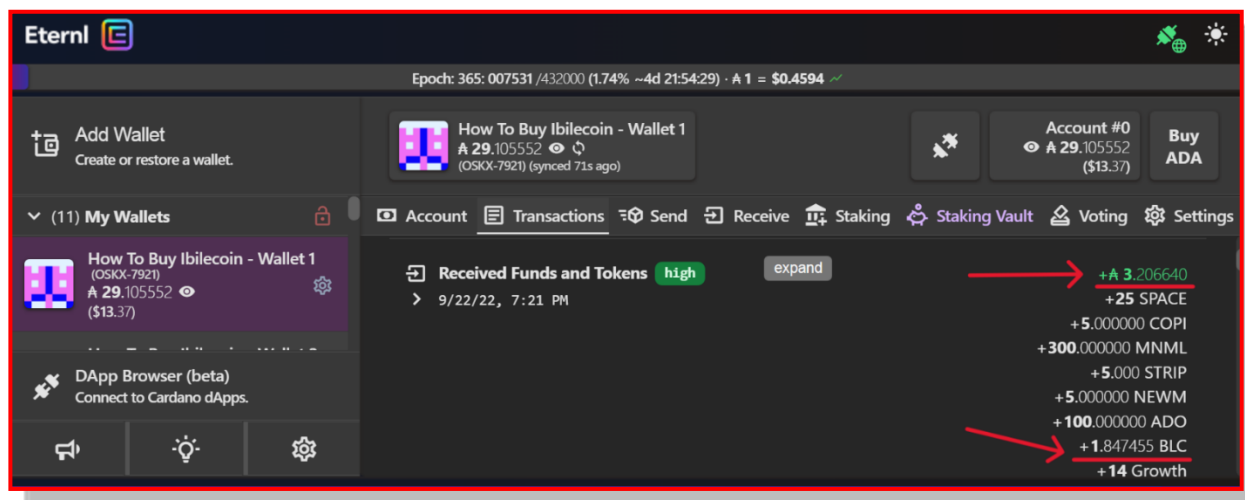 Eternl
Epoch: 365: 007531 /432000 (1.74% ~4d 21:54:29) · ₳ 1 = $0.4594
Add Wallet
Create or restore a wallet.
How To Buy Ibilecoin - Wallet 1
₳ 29.105552
(OSKX-7921) (synced 71s ago)
Account #0
₳ 29.105552
($13.37)
Buy
ADA
(11) My Wallets
How To Buy Ibilecoin - Wallet 1
(OSKX-7921)
₳ 29.105552
($13.37)
DApp Browser (beta)
Connect to Cardano dApps.
Account Transactions Send Receive Staking Staking Vault Voting Settings
Received Funds and Tokens high expand
9/22/22, 7:21 PM
+₳ 3.206640
+25 SPACE
+5.000000 COPI
+300.000000 MNML
+5.000 STRIP
+5.000000 NEWM
+100.000000 ADO
+1.847455 BLC
+14 Growth